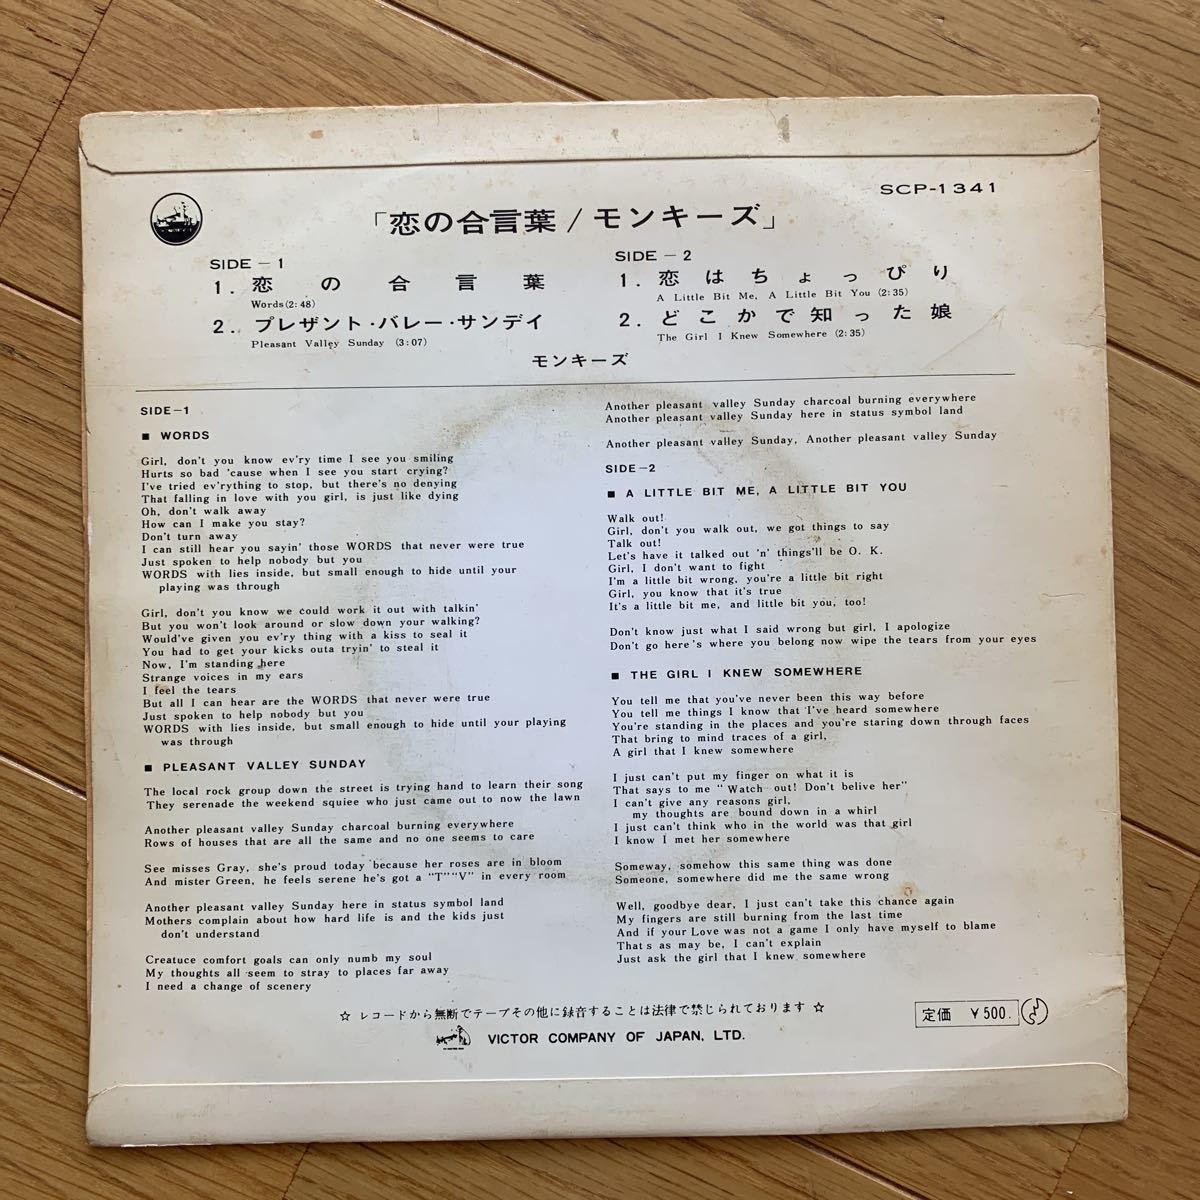 SCP-1341
「恋の合言葉/モンキーズ」
SIDE-1
1. 恋の合言葉
Words(2:48)
2. プレザント・バレー・サンデイ
Pleasant Valley Sunday (3:07)
SIDE-2
1. 恋はちょっぴり
A Little Bit Me, A Little Bit You (2:35)
2. どこかで知った娘
The Girl I Knew Somewhere (2:35)
モンキーズ
SIDE-1
■ WORDS
Girl, don't you know ev'ry time I see you smiling
Hurts so bad 'cause when I see you start crying?
I've tried ev'rything to stop, but there's no denying
That falling in love with you girl, is just like dying
Oh, don't walk away
How can I make you stay?
Don't turn away
I can still hear you sayin' those WORDS that never were true
Just spoken to help nobody but you
WORDS with lies inside, but small enough to hide until your
playing was through
Girl, don't you know we could work it out with talkin'
But you won't look around or slow down your walking?
Would've given you ev'ry thing with a kiss to seal it
You had to get your kicks outa tryin' to steal it
Now, I'm standing here
Strange voices in my ears
I feel the tears
But all I can hear are the WORDS that never were true
Just spoken to help nobody but you
WORDS with lies inside, but small enough to hide until your playing
was through
■ PLEASANT VALLEY SUNDAY
The local rock group down the street is trying hand to learn their song
They serenade the weekend squiee who just came out to now the lawn
Another pleasant valley Sunday charcoal burning everywhere
Rows of houses that are all the same and no one seems to care
See misses Gray, she's proud today because her roses are in bloom
And mister Green, he feels serene he's got a "T""V" in every room
Another pleasant valley Sunday here in status symbol land
Mothers complain about how hard life is and the kids just
don't understand
Creatuce comfort goals can only numb my soul
My thoughts all seem to stray to places far away
I need a change of scenery
Another pleasant valley Sunday charcoal burning everywhere
Another pleasant valley Sunday here in status symbol land
Another pleasant valley Sunday, Another pleasant valley Sunday
SIDE-2
■ A LITTLE BIT ME, A LITTLE BIT YOU
Walk out!
Girl, don't you walk out, we got things to say
Talk out!
Let's have it talked out 'n' things'll be O. K.
Girl, I don't want to fight
I'm a little bit wrong, you're a little bit right
Girl, you know that it's true
It's a little bit me, and little bit you, too!
Don't know just what I said wrong but girl, I apologize
Don't go here's where you belong now wipe the tears from your eyes
■ THE GIRL I KNEW SOMEWHERE
You tell me that you've never been this way before
You tell me things I know that I've heard somewhere
You're standing in the places and you're staring down through faces
That bring to mind traces of a girl,
A girl that I knew somewhere
I just can't put my finger on what it is
That says to me "Watch out! Don't belive her"
I can't give any reasons girl,
my thoughts are bound down in a whirl
I just can't think who in the world was that girl
I know I met her somewhere
Someway, somehow this same thing was done
Someone, somewhere did me the same wrong
Well, goodbye dear, I just can't take this chance again
My fingers are still burning from the last time
And if your Love was not a game I only have myself to blame
That s as may be, I can't explain
Just ask the girl that I knew somewhere
☆ レコードから無断でテープその他に録音することは法律で禁じられております ☆
VICTOR COMPANY OF JAPAN, LTD.
定価 ¥500.